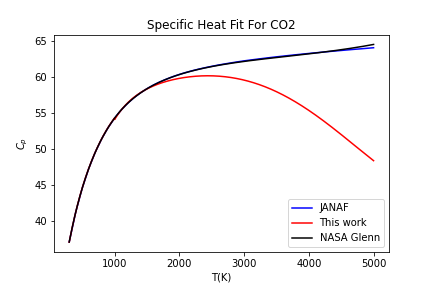 Specific Heat Fit For CO2
65
60
55
50
45
40
C_p
1000
2000
3000
4000
5000
T(K)
JANAF
This work
NASA Glenn